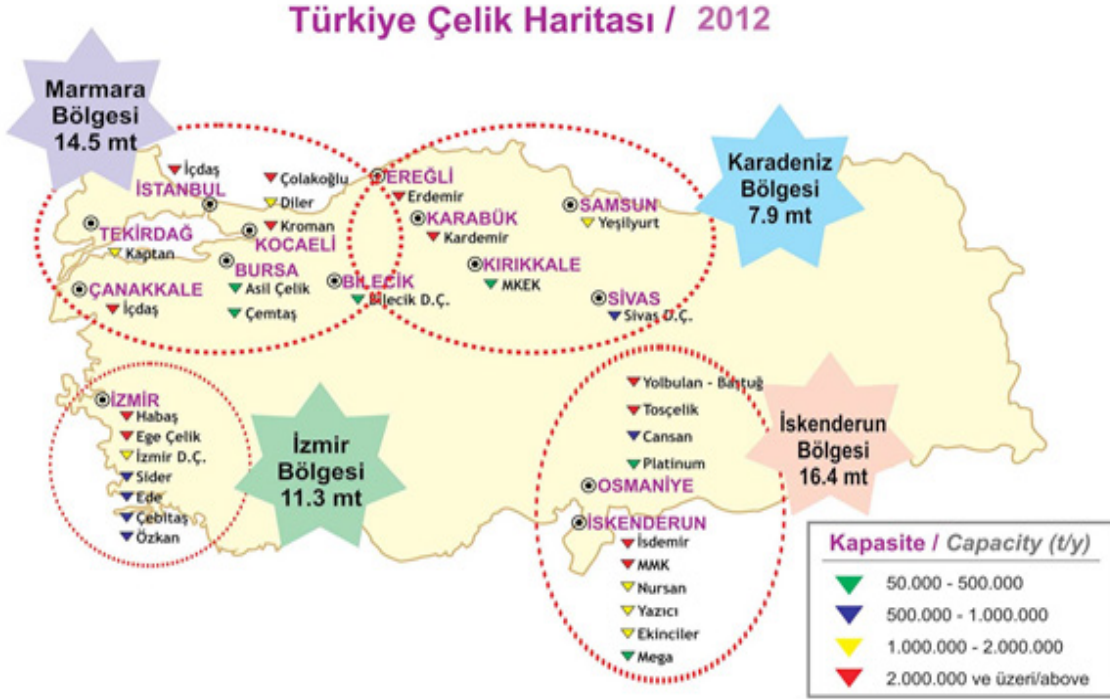 Türkiye Çelik Haritası / 2012
Marmara
Bölgesi
14.5 mt
İçdaş
İSTANBUL
Çolakoğlu
Diler
Kroman
KOCAELİ
TEKİRDAĞ
Kaptan
BURSA
Asil Çelik
Çemtaş
BİLECİK
Bilecik D.Ç.
ÇANAKKALE
İçdaş
EREĞLİ
Erdemir
KARABÜK
Kardemir
SAMSUN
Yeşilyurt
KIRIKKALE
MKEK
SİVAS
Sivas D.Ç.
Karadeniz
Bölgesi
7.9 mt
İZMİR
Habaş
Ege Çelik
İzmir D.Ç.
Sider
Ede
Çebitaş
Özkan
İzmir
Bölgesi
11.3 mt
Yolbulan - Baştuğ
Tosçelik
Cansan
Platinum
OSMANİYE
İSKENDERUN
İsdemir
MMK
Nursan
Yazıcı
Ekinciler
Mega
İskenderun
Bölgesi
16.4 mt
Kapasite / Capacity (t/y)
50.000 - 500.000
500.000 - 1.000.000
1.000.000 - 2.000.000
2.000.000 ve üzeri/above